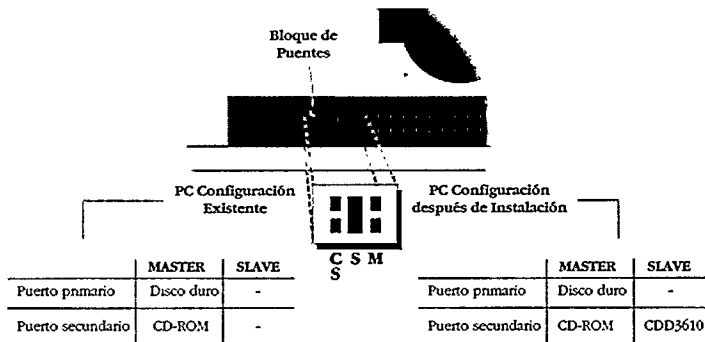 Bloque de
Puentes
PC Configuración
Existente
PC Configuración
después de Instalación
C S M
S
MASTER SLAVE
Puerto pnmario Disco duro -
Puerto secundario CD-ROM -
MASTER SLAVE
Puerto primario Disco duro -
Puerto secundario CD-ROM CDD3610